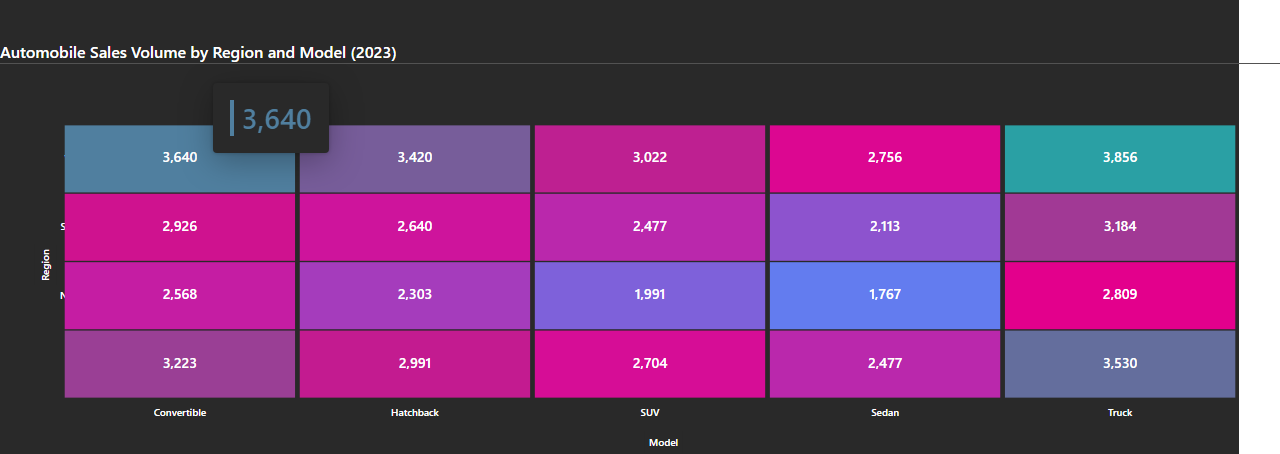 Automobile Sales Volume by Region and Model (2023)
3,640
3,640 3,420 3,022 2,756 3,856
2,926 2,640 2,477 2,113 3,184
Region
2,568 2,303 1,991 1,767 2,809
3,223 2,991 2,704 2,477 3,530
Convertible Hatchback SUV Sedan Truck
Model